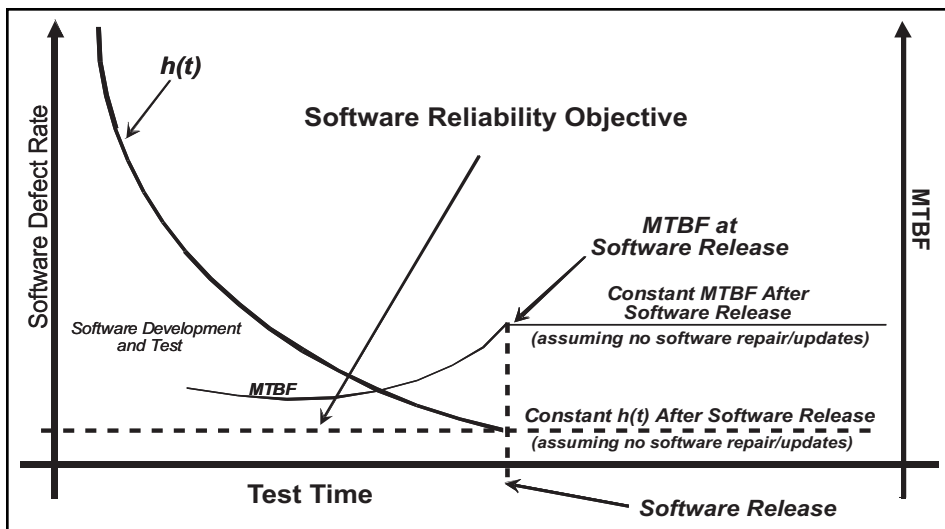 h(t)
Software Reliability Objective
Software Defect Rate
MTBF
MTBF at
Software Release
Constant MTBF After
Software Release
(assuming no software repair/updates)
Software Development
and Test
MTBF
Constant h(t) After Software Release
(assuming no software repair/updates)
Test Time
Software Release